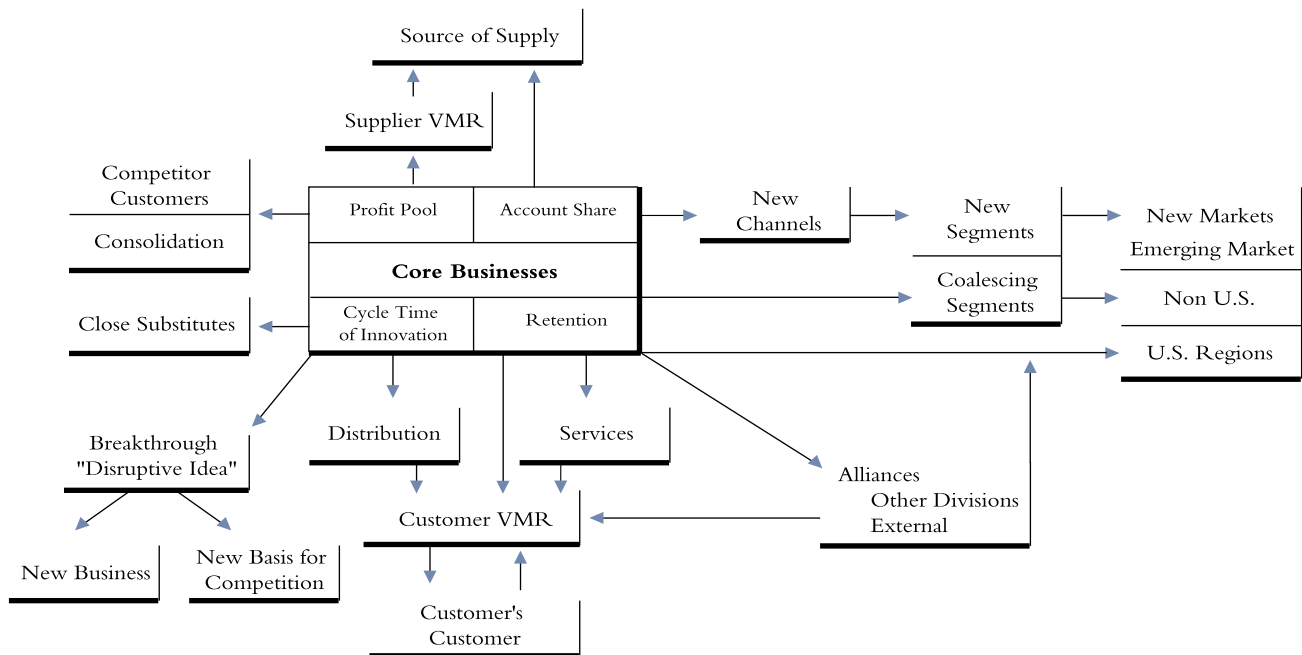 Source of Supply
Supplier VMR
Competitor
Customers
Consolidation
Profit Pool
Account Share
New
Channels
New
Segments
New Markets
Emerging Market
Core Businesses
Coalescing
Segments
Non U.S.
Close Substitutes
Cycle Time
of Innovation
Retention
U.S. Regions
Breakthrough
"Disruptive Idea"
Distribution
Services
Alliances
Other Divisions
External
Customer VMR
New Business
New Basis for
Competition
Customer's
Customer